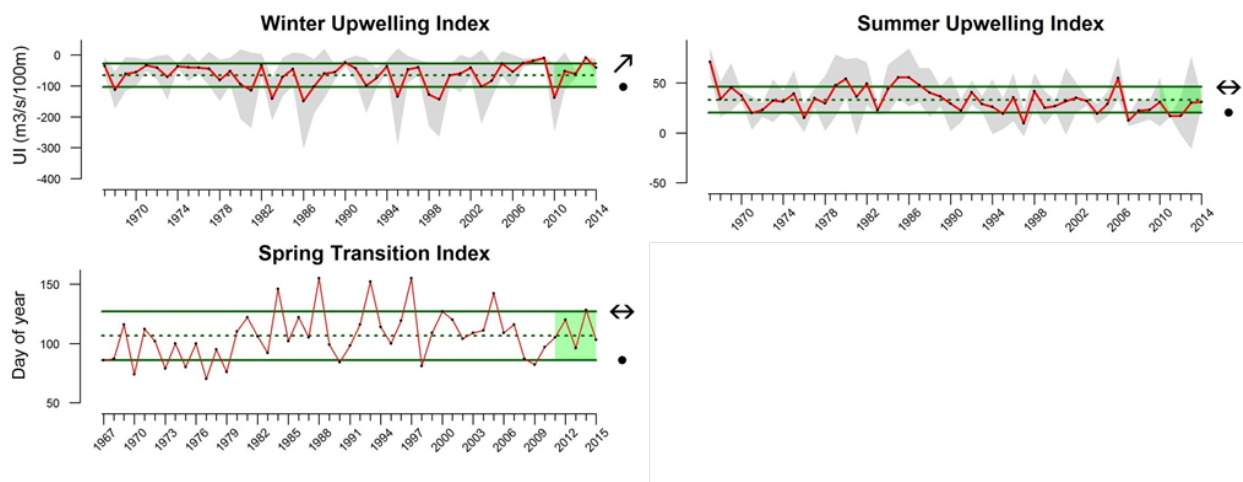 Winter Upwelling Index
UI (m3/s/100m)
0
-100
-200
-300
-400
1970 1974 1978 1982 1986 1990 1994 1998 2002 2006 2010 2014
Summer Upwelling Index
50
0
-50
1970 1974 1978 1982 1986 1990 1994 1998 2002 2006 2010 2014
Spring Transition Index
Day of year
150
100
50
1967 1970 1973 1976 1979 1982 1985 1988 1991 1994 1997 2000 2003 2006 2009 2012 2015